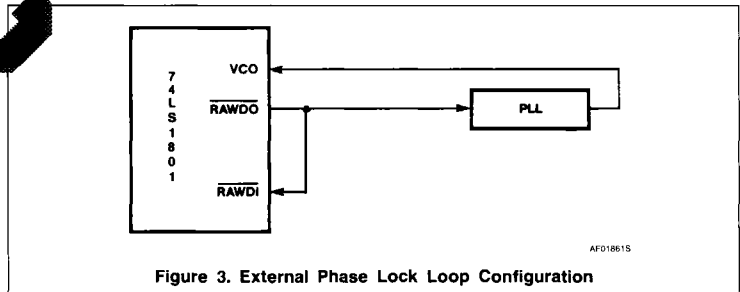 VCO
7
4
L
S
1
8
0
1
RAWDO
PLL
RAWDI
AF01861S
Figure 3. External Phase Lock Loop Configuration